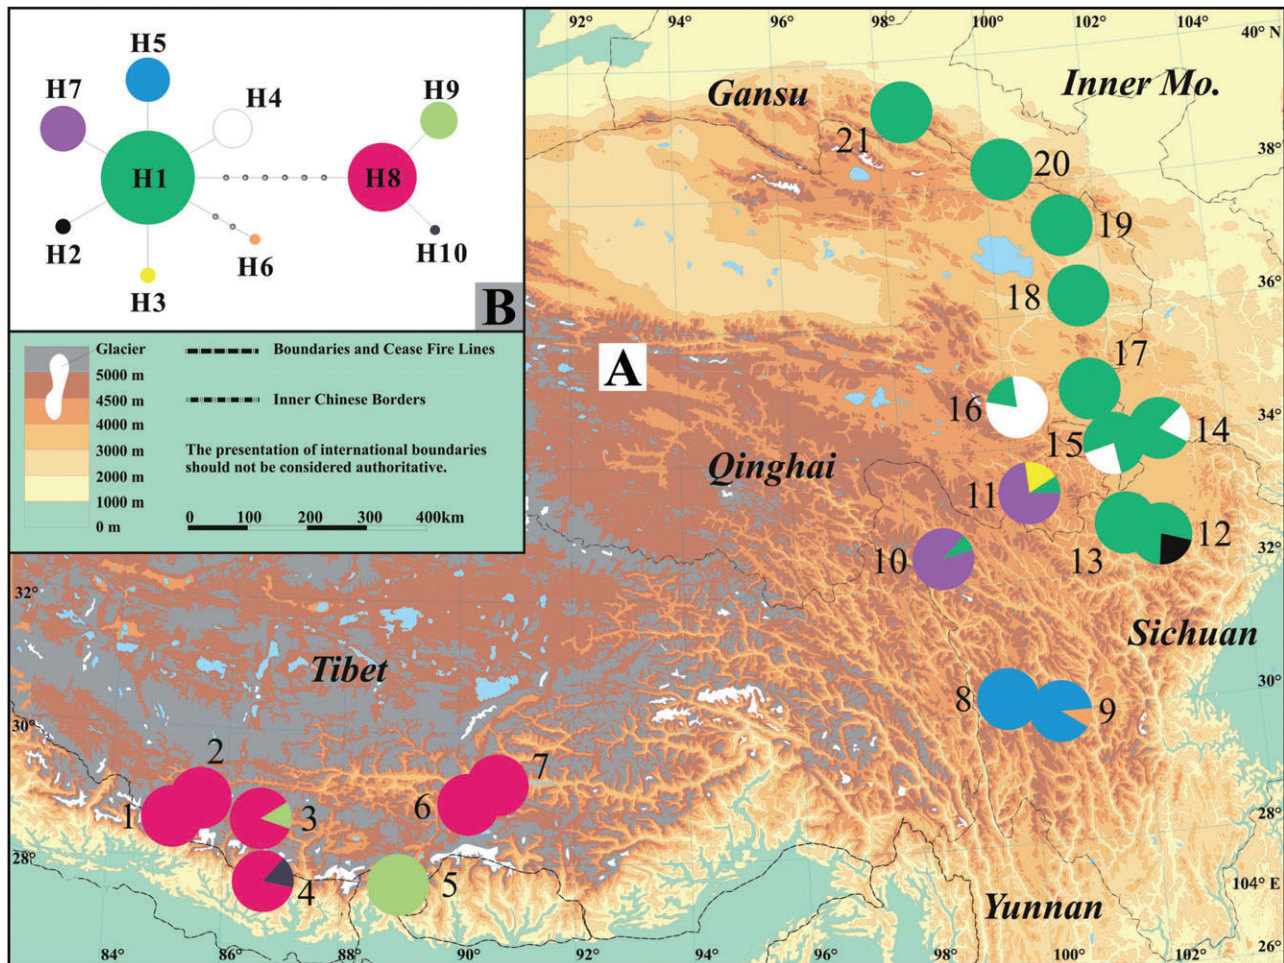 92°
94°
96°
98°
100°
102°
104°
40° N
H5
H7
H4
H9
H1
H8
H2
H6
H10
H3
B
Gansu
Inner Mo.
38°
21
20
19
36°
18
Glacier
5000 m
4500 m
4000 m
3000 m
2000 m
1000 m
0 m
Boundaries and Cease Fire Lines
Inner Chinese Borders
The presentation of international boundaries
should not be considered authoritative.
0 100 200 300 400km
A
17
16
34°
15
14
Qinghai
11
10
13
12
32°
32°
Sichuan
Tibet
30°
30°
8
9
2
7
1
3
6
28°
4
5
28°
104° E
Yunnan
84°
86°
88°
90°
92°
98°
100°
102°
26°